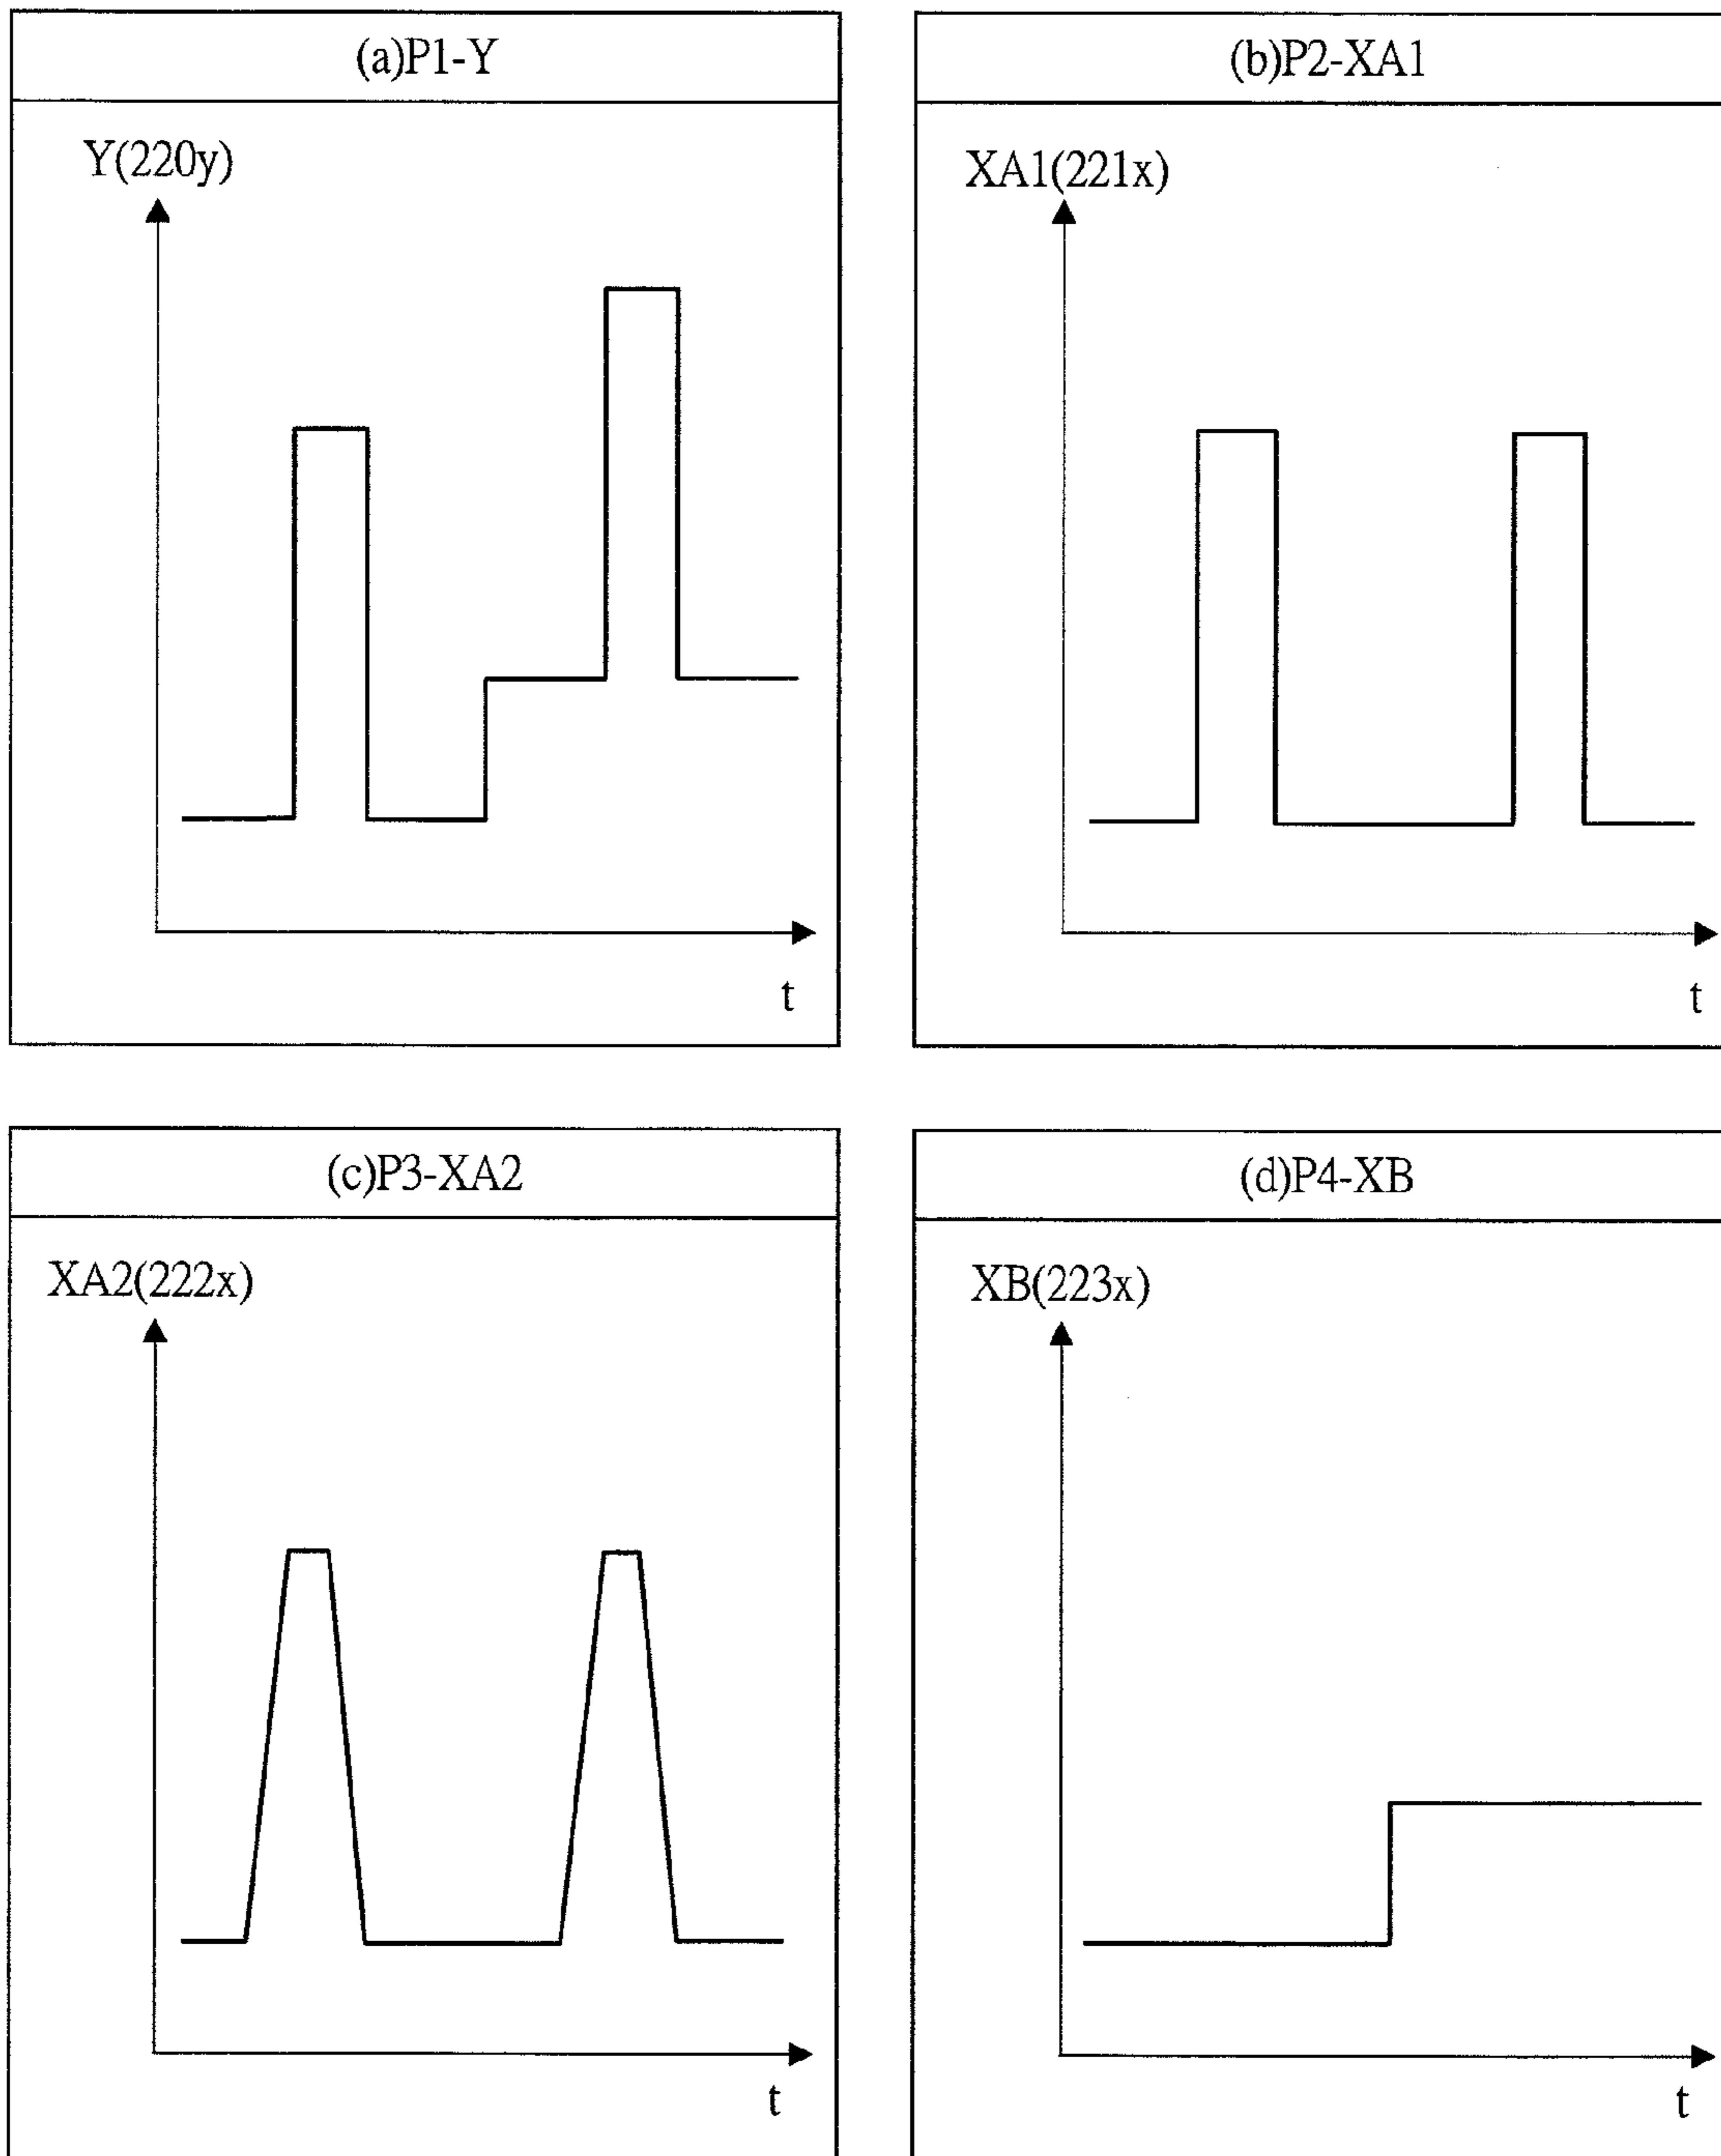 (a)P1-Y
Y(220y)
t
(b)P2-XA1
XA1(221x)
t
(c)P3-XA2
XA2(222x)
t
(d)P4-XB
XB(223x)
t